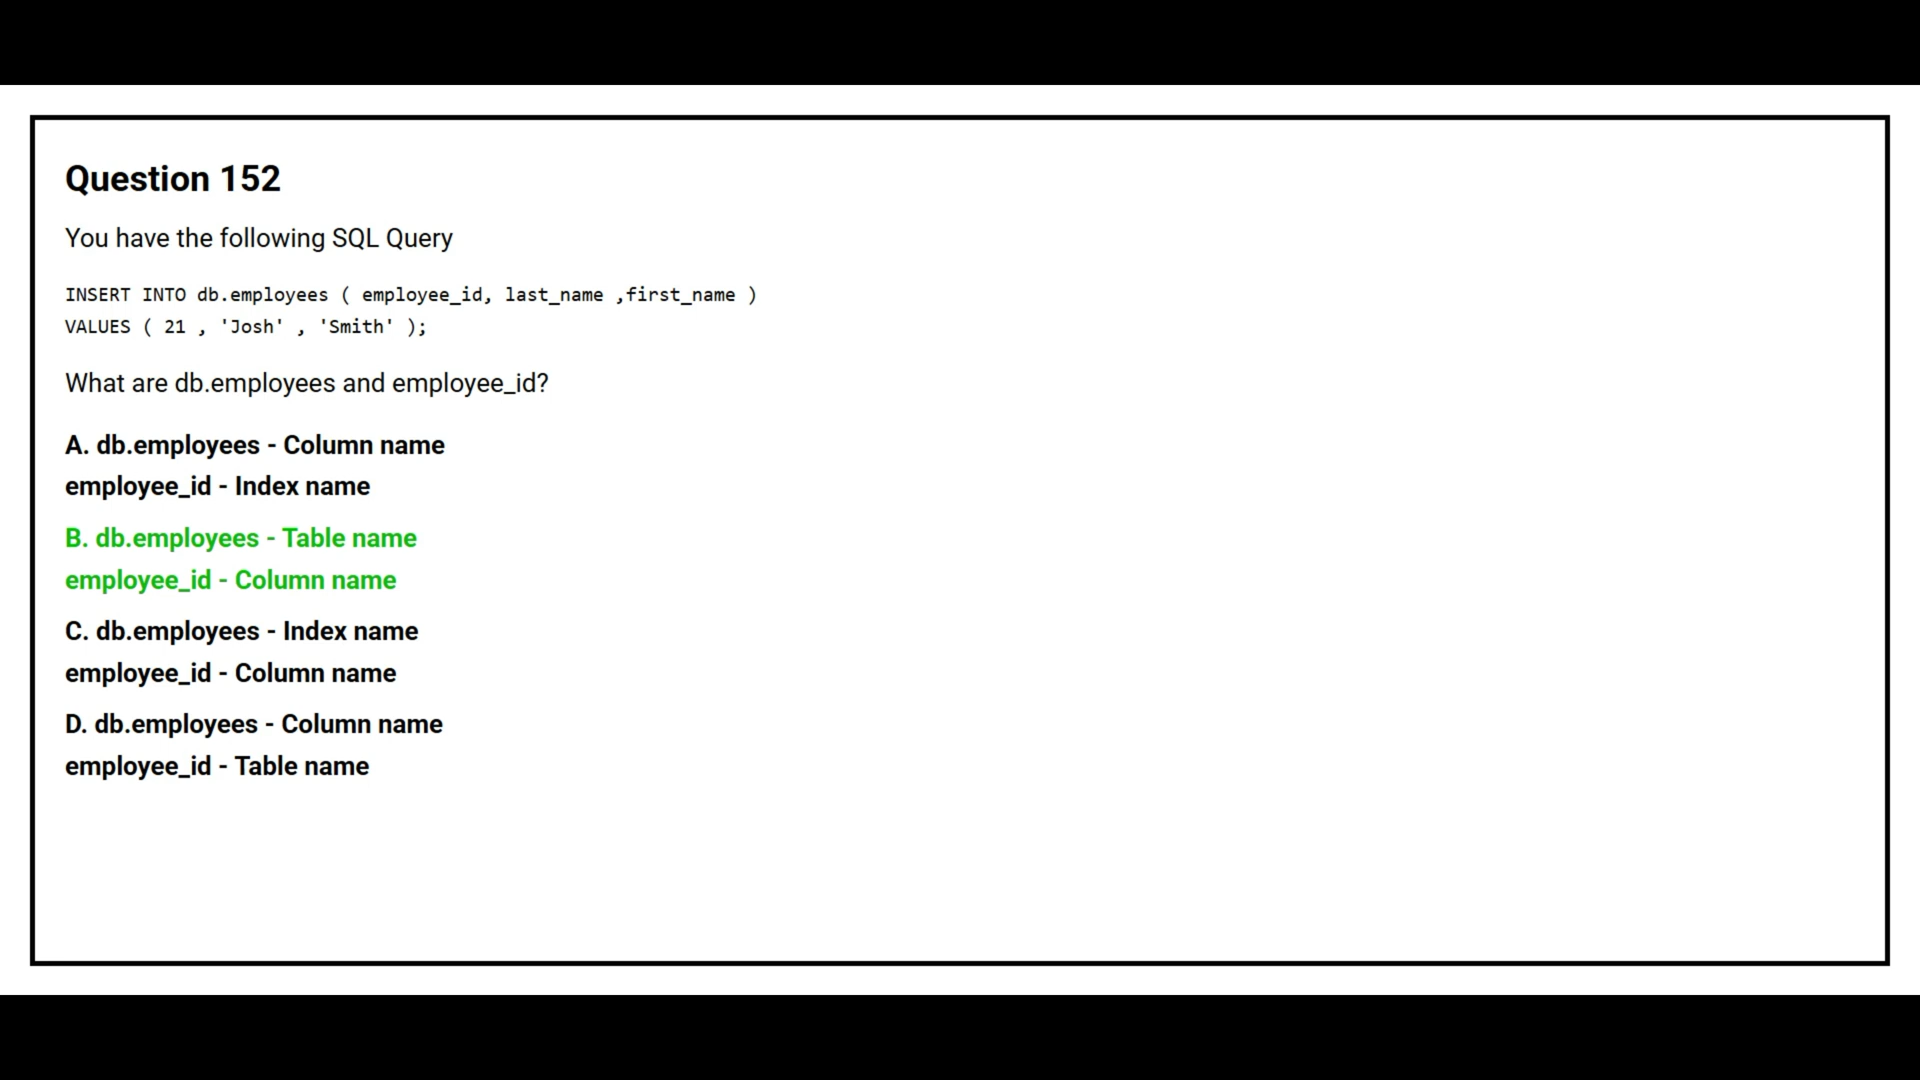 Question 152
You have the following SQL Query
INSERT INTO db.employees ( employee_id, last_name ,first_name )
VALUES ( 21 , 'Josh' , 'Smith' );
What are db.employees and employee_id?
A. db.employees - Column name
employee_id - Index name
B. db.employees - Table name
employee_id - Column name
C. db.employees - Index name
employee_id - Column name
D. db.employees - Column name
employee_id - Table name